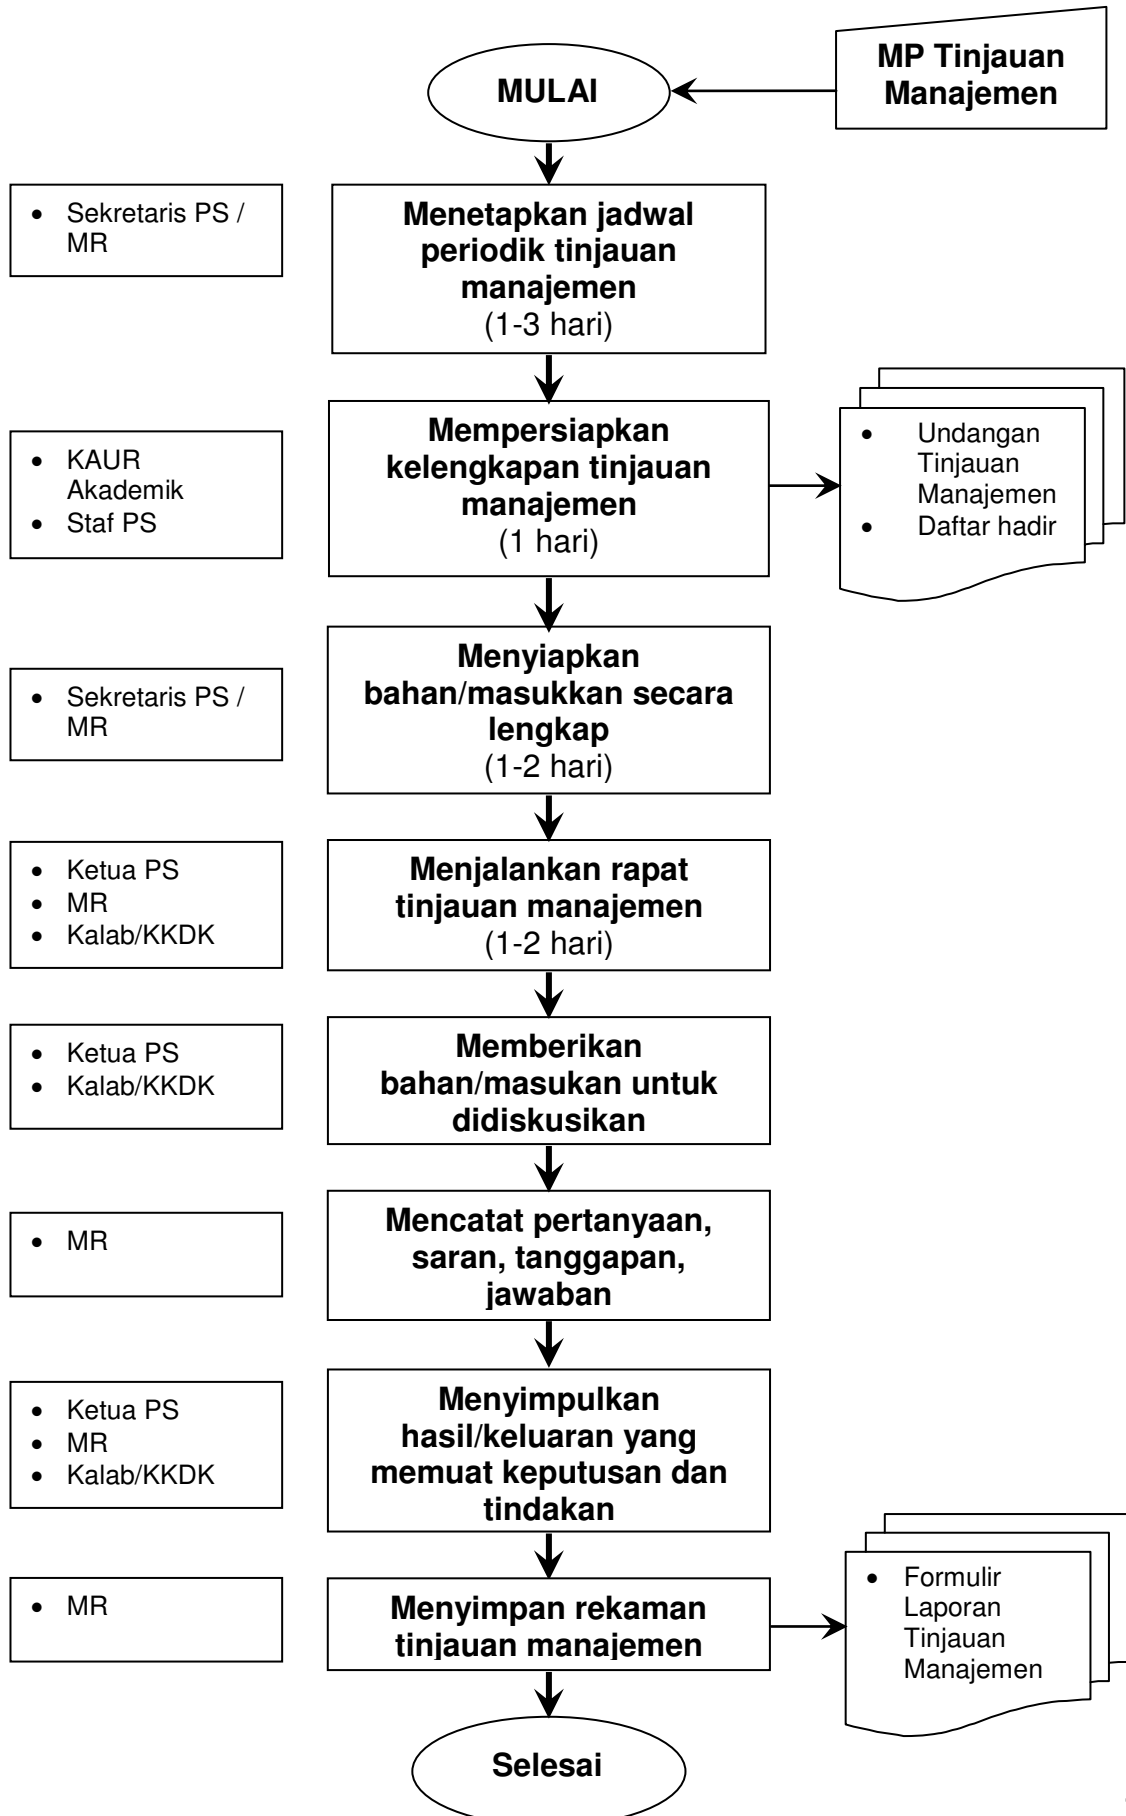 MULAI
MP Tinjauan
Manajemen
• Sekretaris PS /
MR
Menetapkan jadwal
periodik tinjauan
manajemen
(1-3 hari)
• KAUR
Akademik
• Staf PS
Mempersiapkan
kelengkapan tinjauan
manajemen
(1 hari)
• Undangan
Tinjauan
Manajemen
• Daftar hadir
• Sekretaris PS /
MR
Menyiapkan
bahan/masukkan secara
lengkap
(1-2 hari)
• Ketua PS
• MR
• Kalab/KKDK
Menjalankan rapat
tinjauan manajemen
(1-2 hari)
• Ketua PS
• Kalab/KKDK
Memberikan
bahan/masukan untuk
didiskusikan
• MR
Mencatat pertanyaan,
saran, tanggapan,
jawaban
• Ketua PS
• MR
• Kalab/KKDK
Menyimpulkan
hasil/keluaran yang
memuat keputusan dan
tindakan
• MR
Menyimpan rekaman
tinjauan manajemen
• Formulir
Laporan
Tinjauan
Manajemen
Selesai